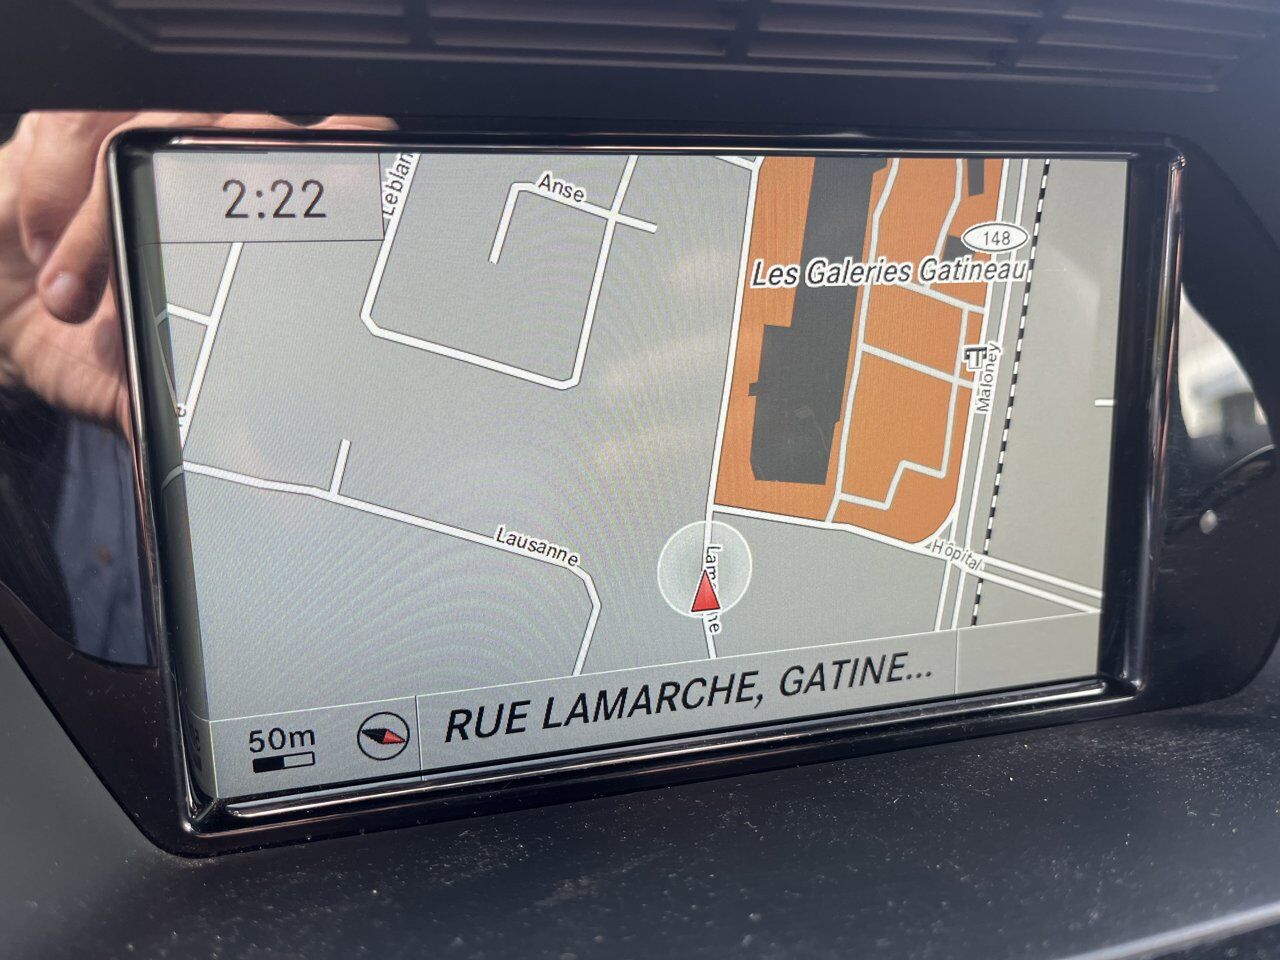 2:22
Leblan
Anse
148
Les Galeries Gatineau
Maloney
Lausanne
Hôpital
RUE LAMARCHE, GATINE...
50m